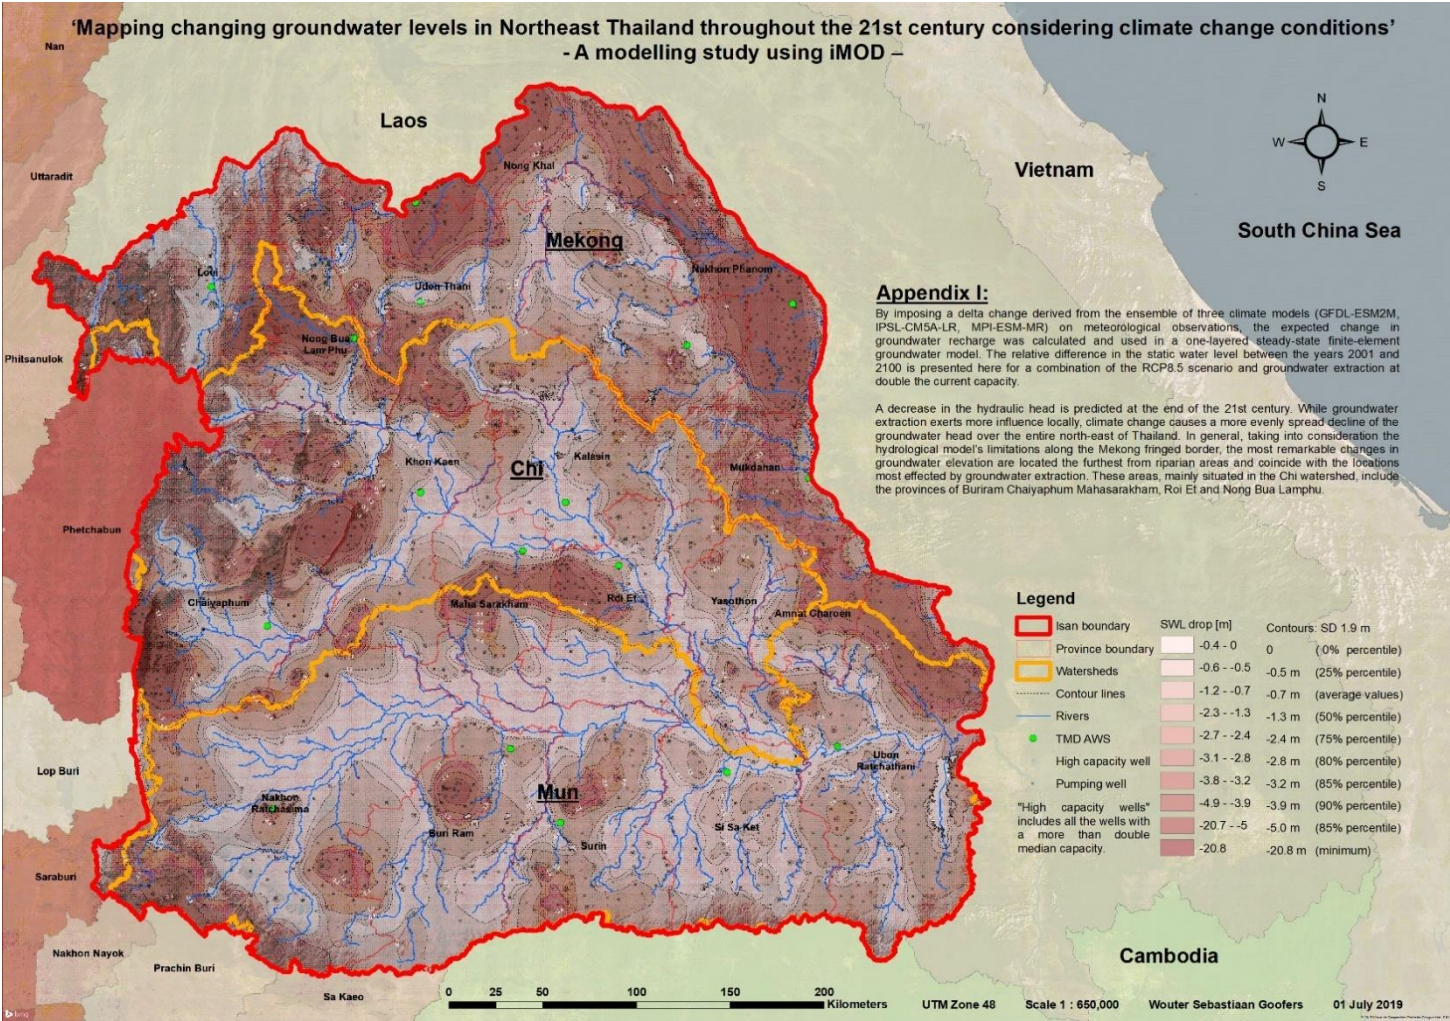 'Mapping changing groundwater levels in Northeast Thailand throughout the 21st century considering climate change conditions'
- A modelling study using iMOD –
Nan
Laos
Uttaradit
Phitsanulok
Phetchabun
Lop Buri
Saraburi
Nakhon Nayok
Prachin Buri
Sa Kaeo
Vietnam
South China Sea
Cambodia
N
W
E
S
Nong Khai
Mekong
Nakhon Phanom
Udon Thani
Nong Bua
Lam Phu
Khon Kaen
Chi
Kalasin
Mukdahan
Chaiyaphum
Maha Sarakham
Roi Et
Yasothon
Amnat Charoen
Nakhon
Ratchasima
Buri Ram
Mun
Surin
Si Sa Ket
Ubon
Ratchathani
Appendix I:
By imposing a delta change derived from the ensemble of three climate models (GFDL-ESM2M,
IPSL-CM5A-LR, MPI-ESM-MR) on meteorological observations, the expected change in
groundwater recharge was calculated and used in a one-layered steady-state finite-element
groundwater model. The relative difference in the static water level between the years 2001 and
2100 is presented here for a combination of the RCP8.5 scenario and groundwater extraction at
double the current capacity.
A decrease in the hydraulic head is predicted at the end of the 21st century. While groundwater
extraction exerts more influence locally, climate change causes a more evenly spread decline of the
groundwater head over the entire north-east of Thailand. In general, taking into consideration the
hydrological model's limitations along the Mekong fringed border, the most remarkable changes in
groundwater elevation are located the furthest from riparian areas and coincide with the locations
most effected by groundwater extraction. These areas, mainly situated in the Chi watershed, include
the provinces of Buriram Chaiyaphum Mahasarakham, Roi Et and Nong Bua Lamphu.
Legend
Isan boundary
Province boundary
Watersheds
Contour lines
Rivers
TMD AWS
High capacity well
Pumping well
"High capacity wells"
includes all the wells with
a more than double
median capacity.
SWL drop [m]
-0.4 - 0
-0.6 - -0.5
-1.2 - -0.7
-2.3 - -1.3
-2.7 - -2.4
-3.1 - -2.8
-3.8 - -3.2
-4.9 - -3.9
-20.7 - -5
-20.8
Contours: SD 1.9 m
0 ( 0% percentile)
-0.5 m (25% percentile)
-0.7 m (average values)
-1.3 m (50% percentile)
-2.4 m (75% percentile)
-2.8 m (80% percentile)
-3.2 m (85% percentile)
-3.9 m (90% percentile)
-5.0 m (85% percentile)
-20.8 m (minimum)
0 25 50 100 150 200
Kilometers
UTM Zone 48 Scale 1 : 650,000 Wouter Sebastiaan Goofers 01 July 2019
bing